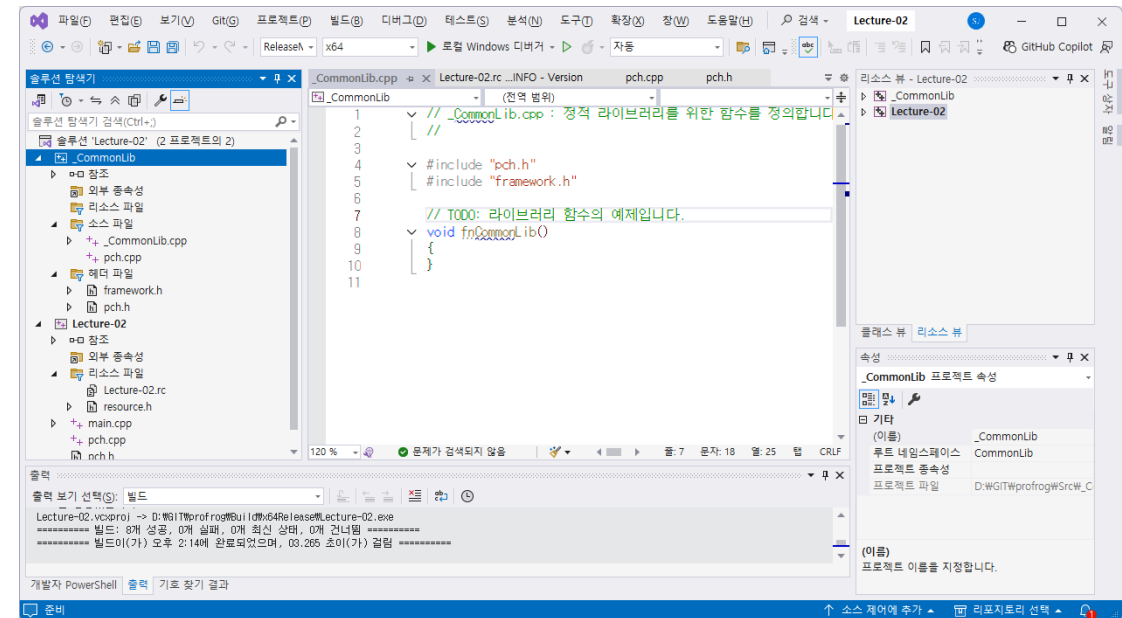 파일(F) 편집(E) 보기(V) Git(G) 프로젝트(P) 빌드(B) 디버그(D) 테스트(S) 분석(N) 도구(T) 확장(X) 창(W) 도움말(H) 검색 Lecture-02 SJ
ReleaseN x64 로컬 Windows 디버거 자동 GitHub Copilot
솔루션 탐색기
솔루션 탐색기 검색(Ctrl+;)
솔루션 'Lecture-02' (2 프로젝트의 2)
_CommonLib
참조
외부 종속성
리소스 파일
소스 파일
_CommonLib.cpp
pch.cpp
헤더 파일
framework.h
pch.h
Lecture-02
참조
외부 종속성
리소스 파일
Lecture-02.rc
resource.h
main.cpp
pch.cpp
pch.h
_CommonLib.cpp Lecture-02.rc ...INFO - Version pch.cpp pch.h
_CommonLib (전역 범위)
1 // _CommonLib.cpp : 정적 라이브러리를 위한 함수를 정의합니다
2 //
3
4 #include "pch.h"
5 #include "framework.h"
6
7 // TODO: 라이브러리 함수의 예제입니다.
8 void fnCommonLib()
9 {
10 }
11
120 % 문제가 검색되지 않음 줄: 7 문자: 18 열: 25 탭 CRLF
리소스 뷰 - Lecture-02
_CommonLib
Lecture-02
클래스 뷰 리소스 뷰
속성
_CommonLib 프로젝트 속성
기타
(이름) _CommonLib
루트 네임스페이스 CommonLib
프로젝트 종속성
프로젝트 파일 D:₩GIT₩profrog₩Src₩_C
(이름)
프로젝트 이름을 지정합니다.
도구 상자
알림
출력
출력 보기 선택(S): 빌드
Lecture-02.vcxproj -> D:₩GIT₩profrog₩Build₩x64Release₩Lecture-02.exe
========== 빌드: 8개 성공, 0개 실패, 0개 최신 상태, 0개 건너뜀 ==========
========== 빌드이(가) 오후 2:14에 완료되었으며, 03.265 초이(가) 걸림 ==========
개발자 PowerShell 출력 기호 찾기 결과
준비 소스 제어에 추가 리포지토리 선택 1